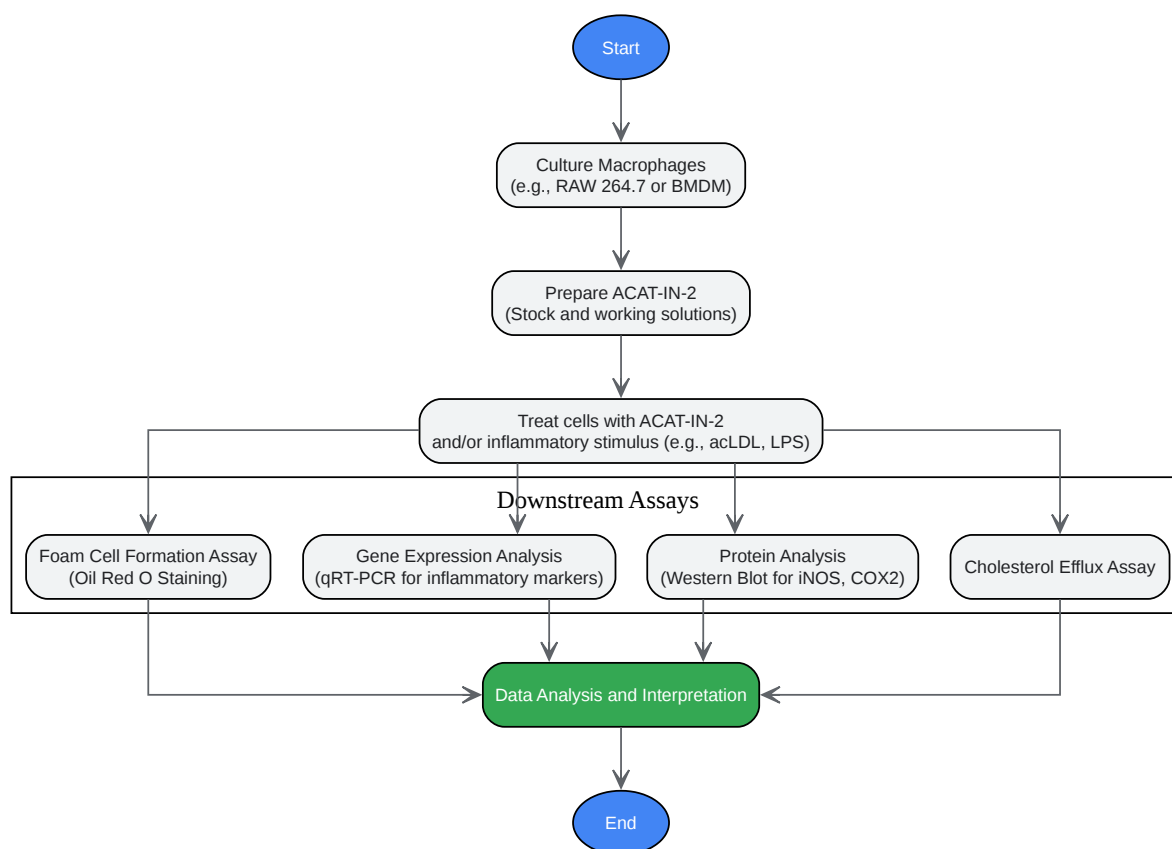 Start
Culture Macrophages
(e.g., RAW 264.7 or BMDM)
Prepare ACAT-IN-2
(Stock and working solutions)
Treat cells with ACAT-IN-2
and/or inflammatory stimulus (e.g., acLDL, LPS)
Downstream Assays
Foam Cell Formation Assay
(Oil Red O Staining)
Gene Expression Analysis
(qRT-PCR for inflammatory markers)
Protein Analysis
(Western Blot for iNOS, COX2)
Cholesterol Efflux Assay
Data Analysis and Interpretation
End